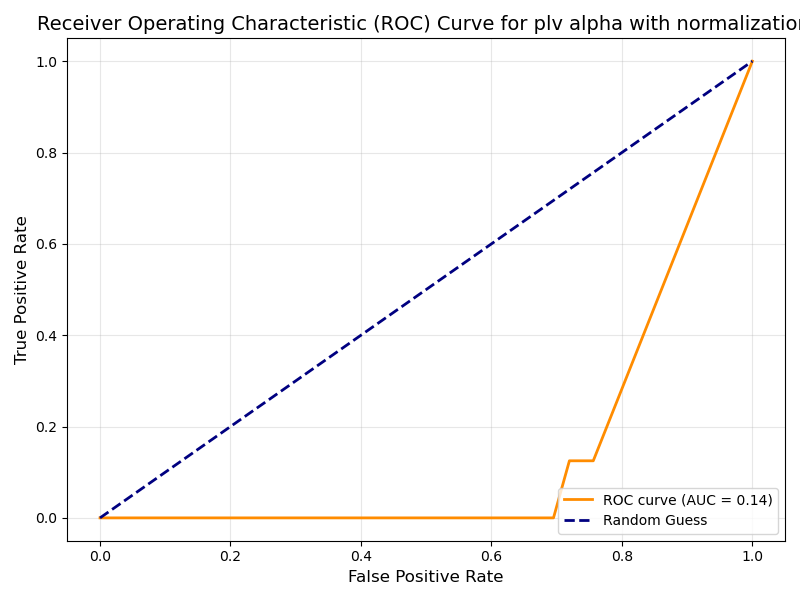 Receiver Operating Characteristic (ROC) Curve for plv alpha with normalization
1.0
0.8
0.6
0.4
0.2
0.0
True Positive Rate
0.0 0.2 0.4 0.6 0.8 1.0
False Positive Rate
ROC curve (AUC = 0.14)
Random Guess